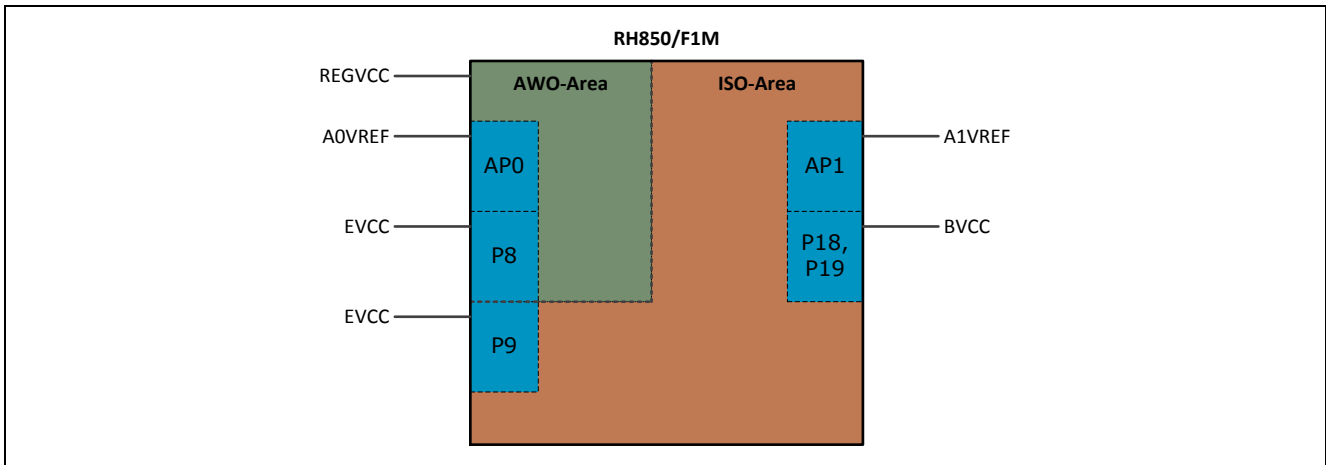 RH850/F1M
REGVCC
AWO-Area
ISO-Area
A0VREF
A1VREF
AP0
AP1
EVCC
BVCC
P8
P18,
P19
EVCC
P9